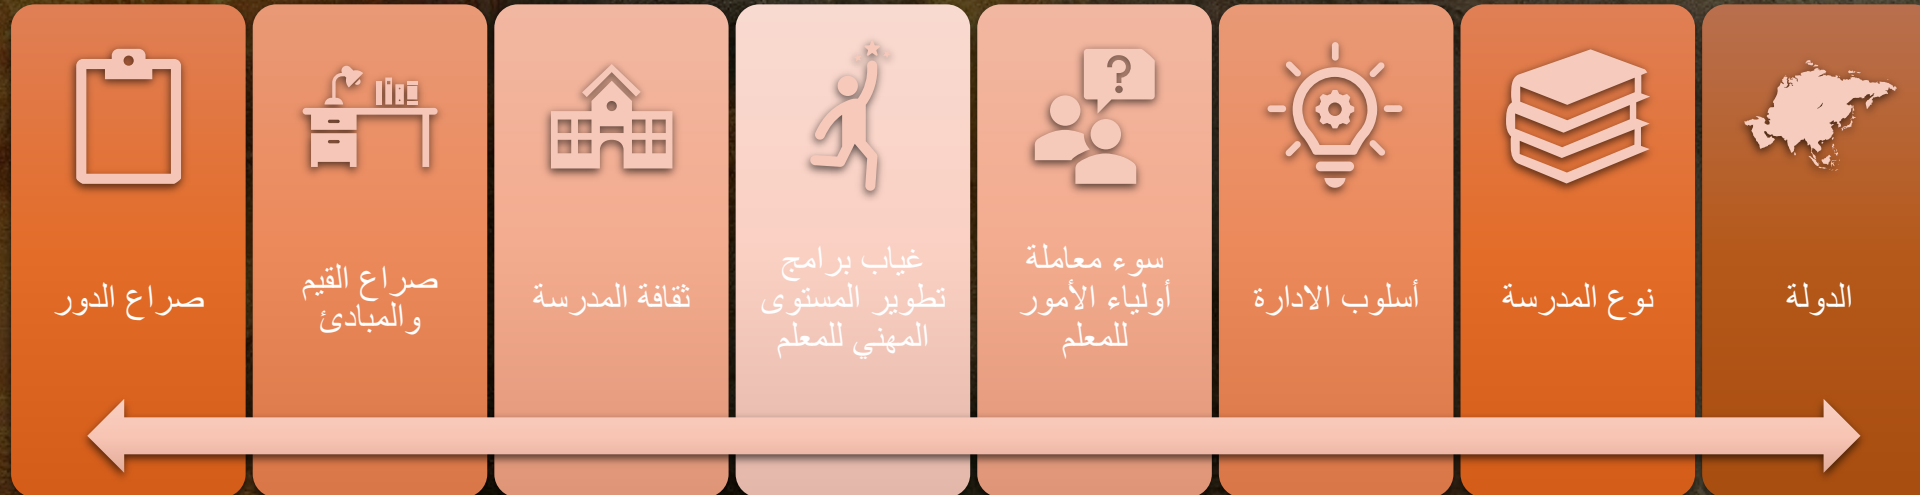 الدولة
نوع المدرسة
أسلوب الادارة
سوء معاملة
أولياء الأمور
للمعلم
غياب برامج
تطوير المستوى
المهني للمعلم
ثقافة المدرسة
صراع القيم
والمبادئ
صراع الدور